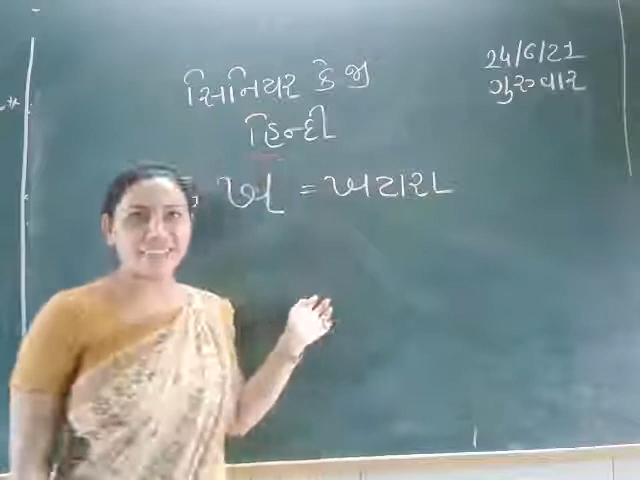 સિનિયર કે જી
24/6/21
ગુરુવાર
હિન્દી
ખ = ખટારા